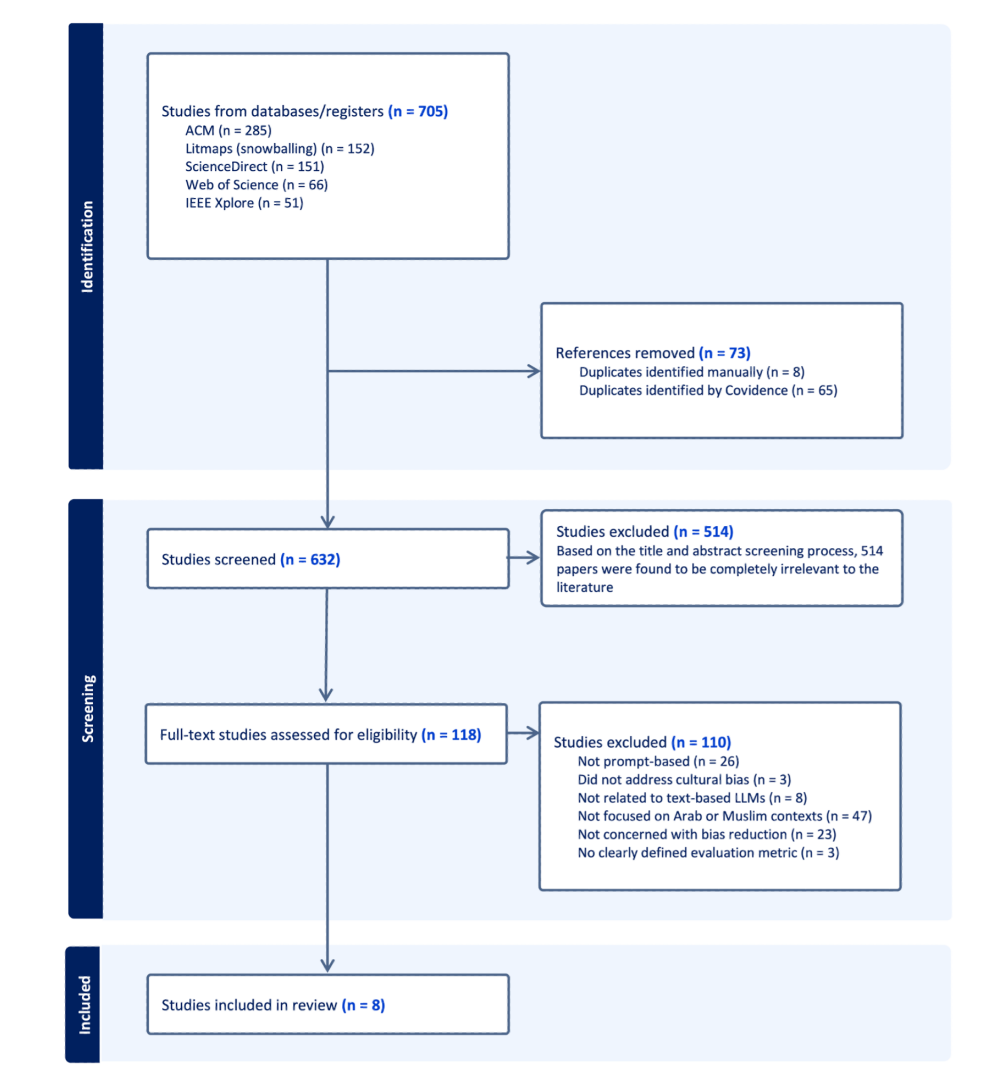 Identification
Studies from databases/registers (n = 705)
ACM (n = 285)
Litmaps (snowballing) (n = 152)
ScienceDirect (n = 151)
Web of Science (n = 66)
IEEE Xplore (n = 51)
References removed (n = 73)
Duplicates identified manually (n = 8)
Duplicates identified by Covidence (n = 65)
Screening
Studies screened (n = 632)
Studies excluded (n = 514)
Based on the title and abstract screening process, 514
papers were found to be completely irrelevant to the
literature
Full-text studies assessed for eligibility (n = 118)
Studies excluded (n = 110)
Not prompt-based (n = 26)
Did not address cultural bias (n = 3)
Not related to text-based LLMs (n = 8)
Not focused on Arab or Muslim contexts (n = 47)
Not concerned with bias reduction (n = 23)
No clearly defined evaluation metric (n = 3)
Included
Studies included in review (n = 8)